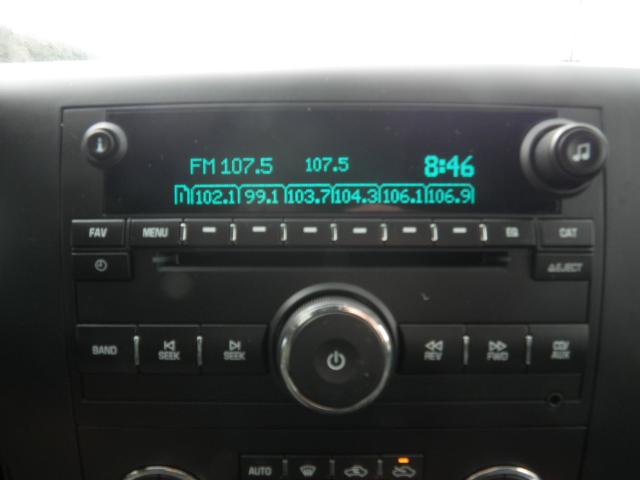 FM 107.5 107.5 8:46
1 102.1 99.1 103.7 104.3 106.1 106.9
FAV MENU EQ CAT
EJECT
BAND SEEK SEEK REV FWD AUX
AUTO